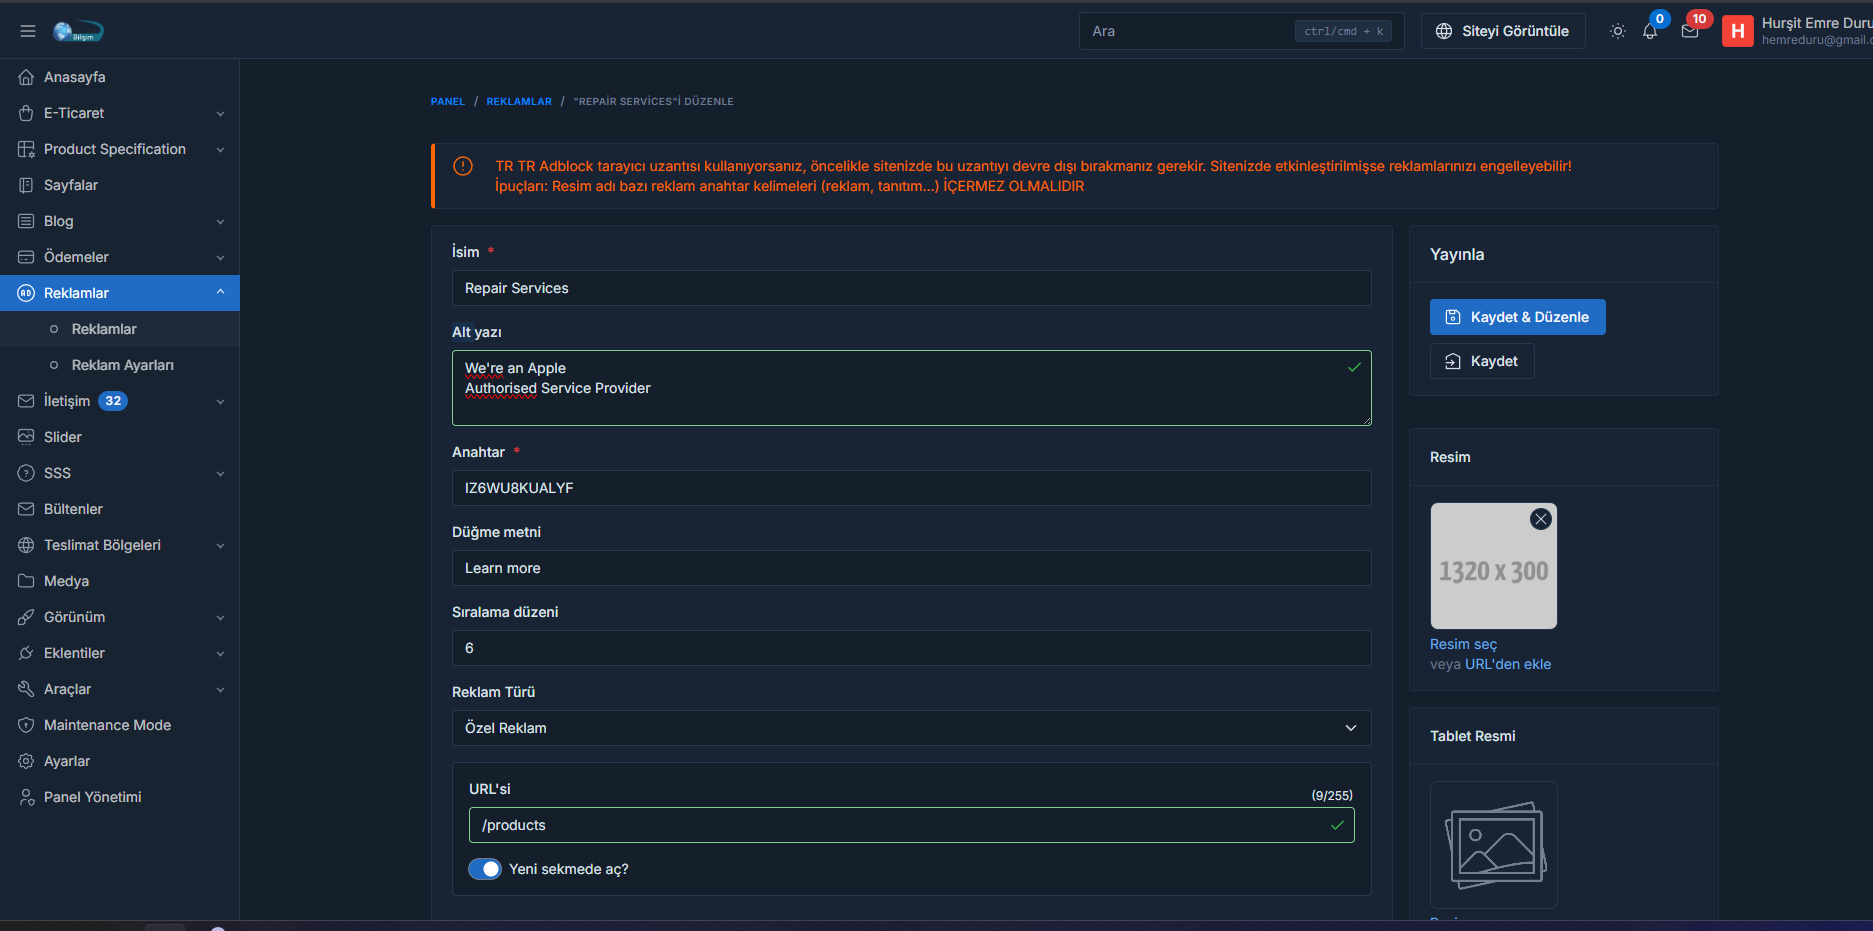 Bilişim
Ara
ctrl/cmd + k
Siteyi Görüntüle
0
10
H
Hurşit Emre Duru
hemreduru@gmail.c
Anasayfa
E-Ticaret
Product Specification
Sayfalar
Blog
Ödemeler
AD
Reklamlar
Reklamlar
Reklam Ayarları
İletişim 32
Slider
SSS
Bültenler
Teslimat Bölgeleri
Medya
Görünüm
Eklentiler
Araçlar
Maintenance Mode
Ayarlar
Panel Yönetimi
PANEL / REKLAMLAR / "REPAİR SERVİCES"İ DÜZENLE
TR TR Adblock tarayıcı uzantısı kullanıyorsanız, öncelikle sitenizde bu uzantıyı devre dışı bırakmanız gerekir. Sitenizde etkinleştirilmişse reklamlarınızı engelleyebilir!
İpuçları: Resim adı bazı reklam anahtar kelimeleri (reklam, tanıtım...) İÇERMEZ OLMALIDIR
İsim *
Repair Services
Alt yazı
We're an Apple
Authorised Service Provider
Anahtar *
IZ6WU8KUALYF
Düğme metni
Learn more
Sıralama düzeni
6
Reklam Türü
Özel Reklam
URL'si
(9/255)
/products
Yeni sekmede aç?
Yayınla
Kaydet & Düzenle
Kaydet
Resim
1320 x 300
Resim seç
veya URL'den ekle
Tablet Resmi